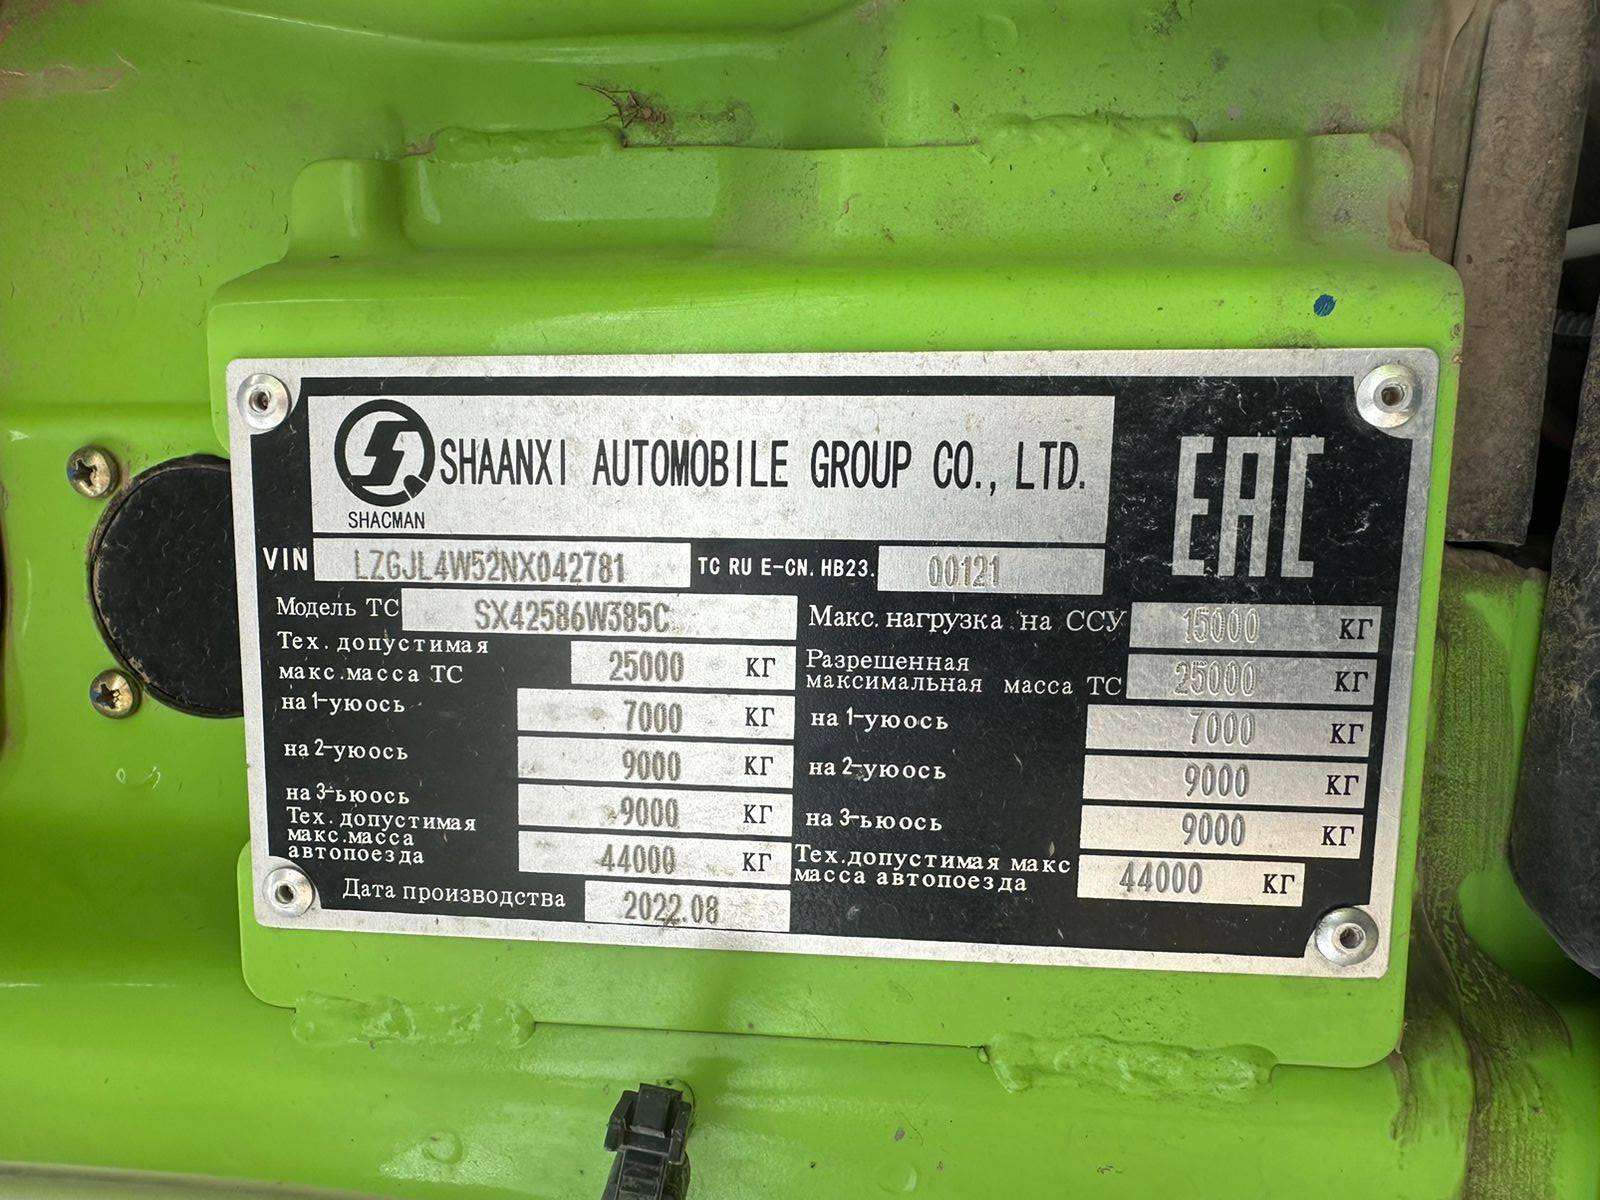 SHAANXI AUTOMOBILE GROUP CO., LTD.
SHACMAN
EAC
VIN LZGJL4W52NX042781 TC RU E-CN.HB23. 00121
Модель ТС SX42586W385C
Тех. допустимая
макс.масса ТС 25000 КГ
на 1-уюось 7000 КГ
на 2-уюось 9000 КГ
на 3-ьюось 9000 КГ
Тех. допустимая
макс.масса
автопоезда 44000 КГ
Дата производства 2022.08
Макс. нагрузка на ССУ 15000 КГ
Разрешенная
максимальная масса ТС 25000 КГ
на 1-уюось 7000 КГ
на 2-уюось 9000 КГ
на 3-ьюось 9000 КГ
Тех.допустимая макс
масса автопоезда 44000 КГ